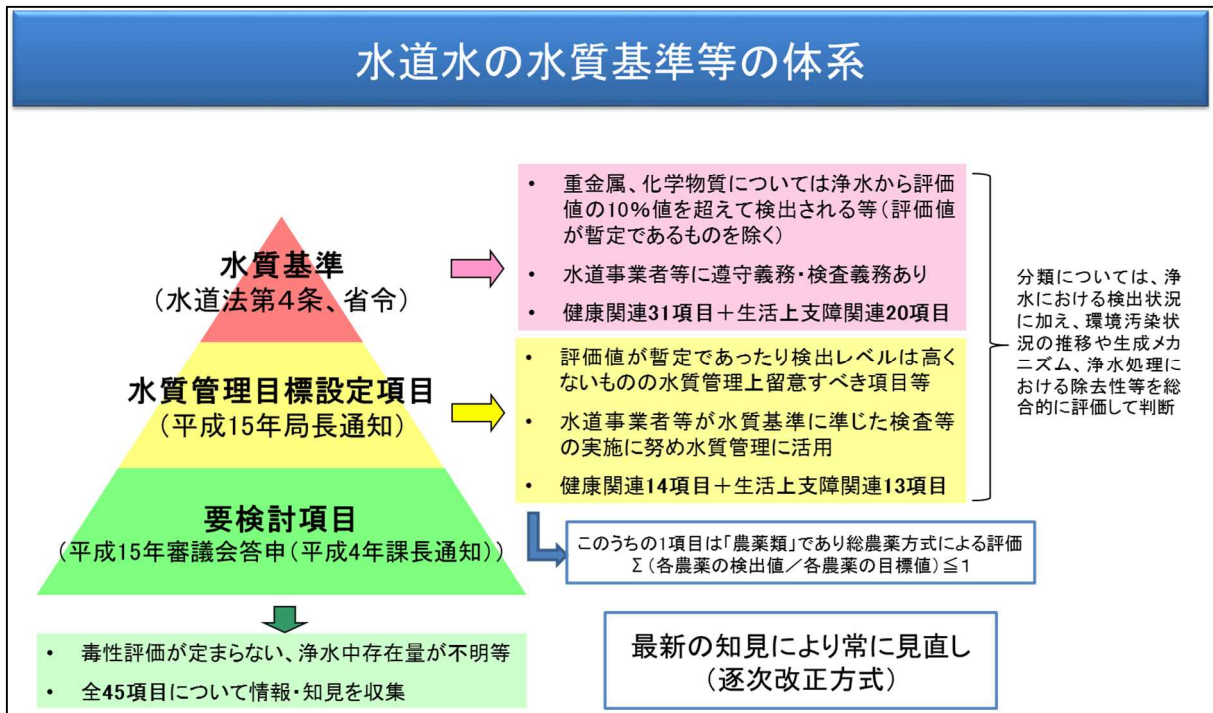 水道水の水質基準等の体系
水質基準
(水道法第4条、省令)
・ 重金属、化学物質については浄水から評価
値の10%値を超えて検出される等(評価値
が暫定であるものを除く)
・ 水道事業者等に遵守義務・検査義務あり
・ 健康関連31項目+生活上支障関連20項目
水質管理目標設定項目
(平成15年局長通知)
・ 評価値が暫定であったり検出レベルは高く
ないものの水質管理上留意すべき項目等
・ 水道事業者等が水質基準に準じた検査等
の実施に努め水質管理に活用
・ 健康関連14項目+生活上支障関連13項目
分類については、浄
水における検出状況
に加え、環境汚染状
況の推移や生成メカ
ニズム、浄水処理に
おける除去性等を総
合的に評価して判断
このうちの1項目は「農薬類」であり総農薬方式による評価
Σ(各農薬の検出値/各農薬の目標値)≦1
要検討項目
(平成15年審議会答申(平成4年課長通知))
・ 毒性評価が定まらない、浄水中存在量が不明等
・ 全45項目について情報・知見を収集
最新の知見により常に見直し
(逐次改正方式)